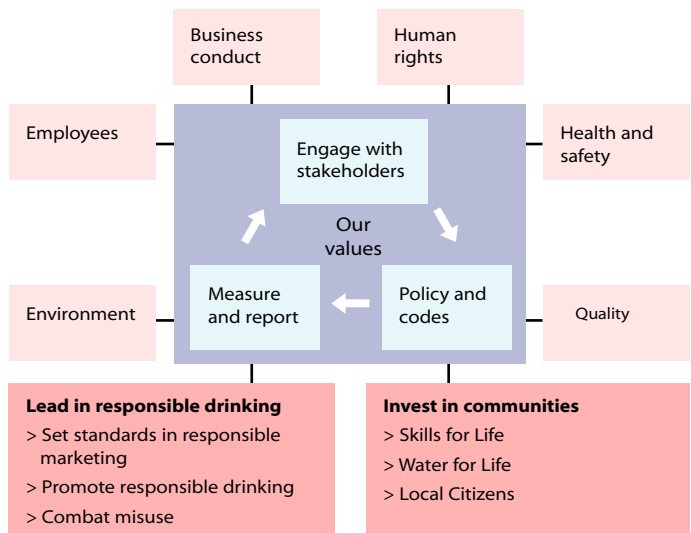 Business
conduct
Human
rights
Employees
Engage with
stakeholders
Health and
safety
Our
values
Environment
Measure
and report
Policy and
codes
Quality
Lead in responsible drinking
> Set standards in responsible
marketing
> Promote responsible drinking
> Combat misuse
Invest in communities
> Skills for Life
> Water for Life
> Local Citizens